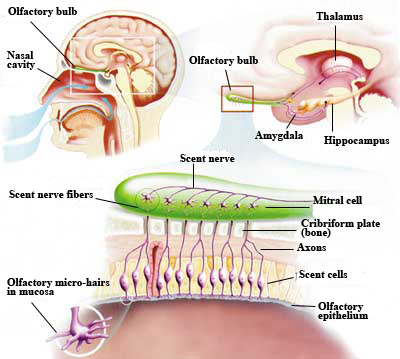 Olfactory bulb
Nasal
cavity
Thalamus
Olfactory bulb
Amygdala
Hippocampus
Scent nerve
Scent nerve fibers
Mitral cell
Cribriform plate
(bone)
Axons
Scent cells
Olfactory micro-hairs
in mucosa
Olfactory
epithelium